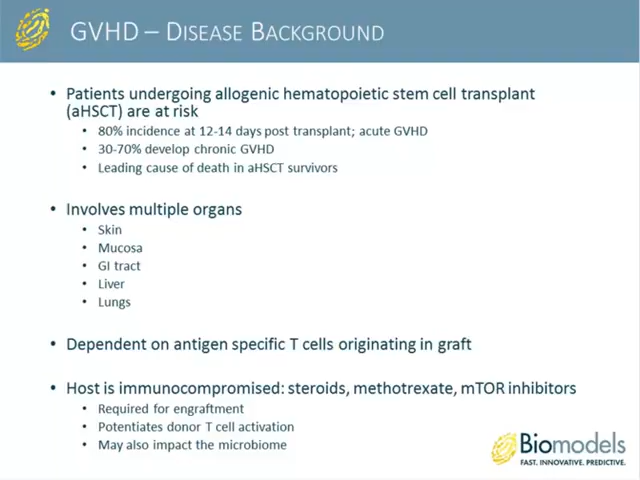 GVHD – DISEASE BACKGROUND
• Patients undergoing allogenic hematopoietic stem cell transplant
(aHSCT) are at risk
• 80% incidence at 12-14 days post transplant; acute GVHD
• 30-70% develop chronic GVHD
• Leading cause of death in aHSCT survivors
• Involves multiple organs
• Skin
• Mucosa
• GI tract
• Liver
• Lungs
• Dependent on antigen specific T cells originating in graft
• Host is immunocompromised: steroids, methotrexate, mTOR inhibitors
• Required for engraftment
• Potentiates donor T cell activation
• May also impact the microbiome
Biomodels
FAST. INNOVATIVE. PREDICTIVE.